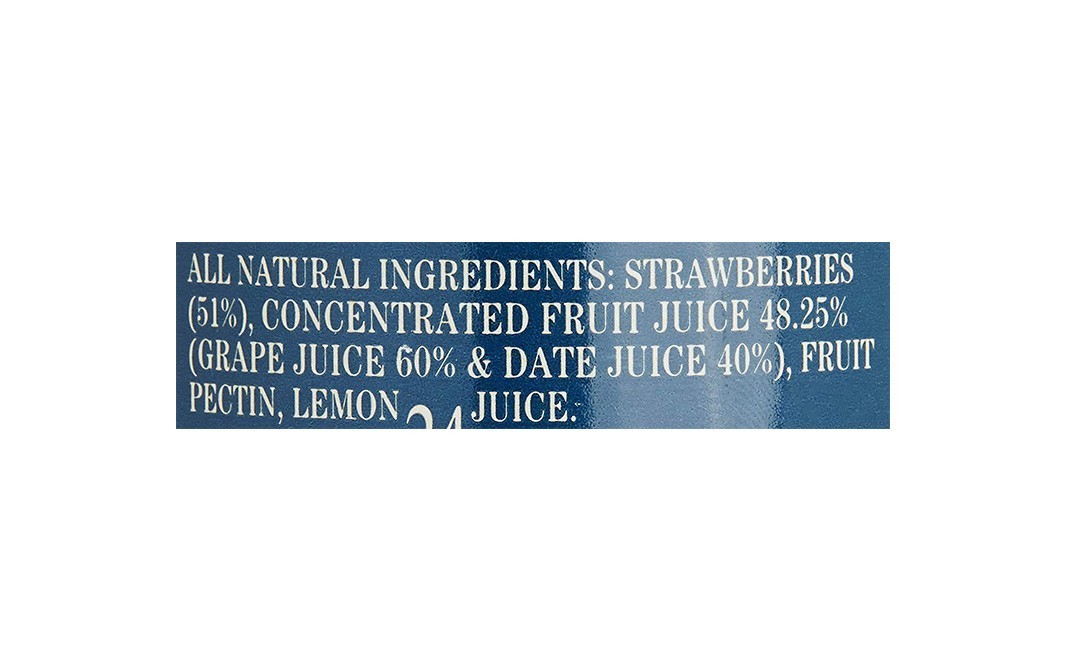 ALL NATURAL INGREDIENTS: STRAWBERRIES
(51%), CONCENTRATED FRUIT JUICE 48.25%
(GRAPE JUICE 60% & DATE JUICE 40%), FRUIT
PECTIN, LEMON JUICE.
24